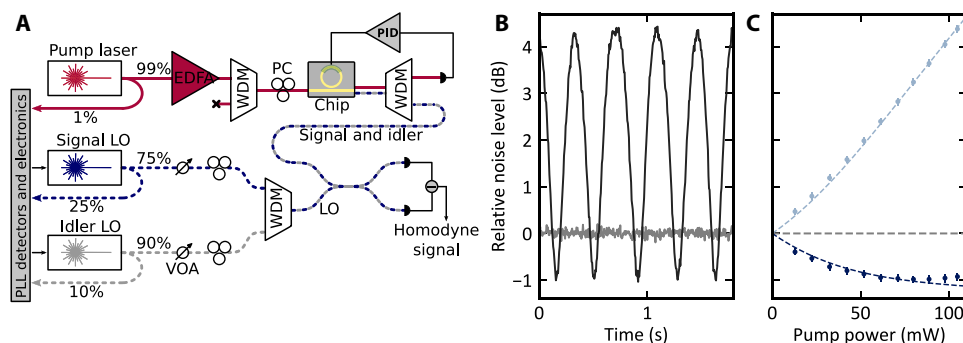 A
Pump laser
99%
EDFA
1%
WDM
PC
Chip
PID
WDM
Signal and idler
PLL detectors and electronics
Signal LO
75%
25%
Idler LO
90%
VOA
10%
WDM
LO
Homodyne
signal
B
Relative noise level (dB)
4
3
2
1
0
−1
0
1
Time (s)
C
0
50
100
Pump power (mW)